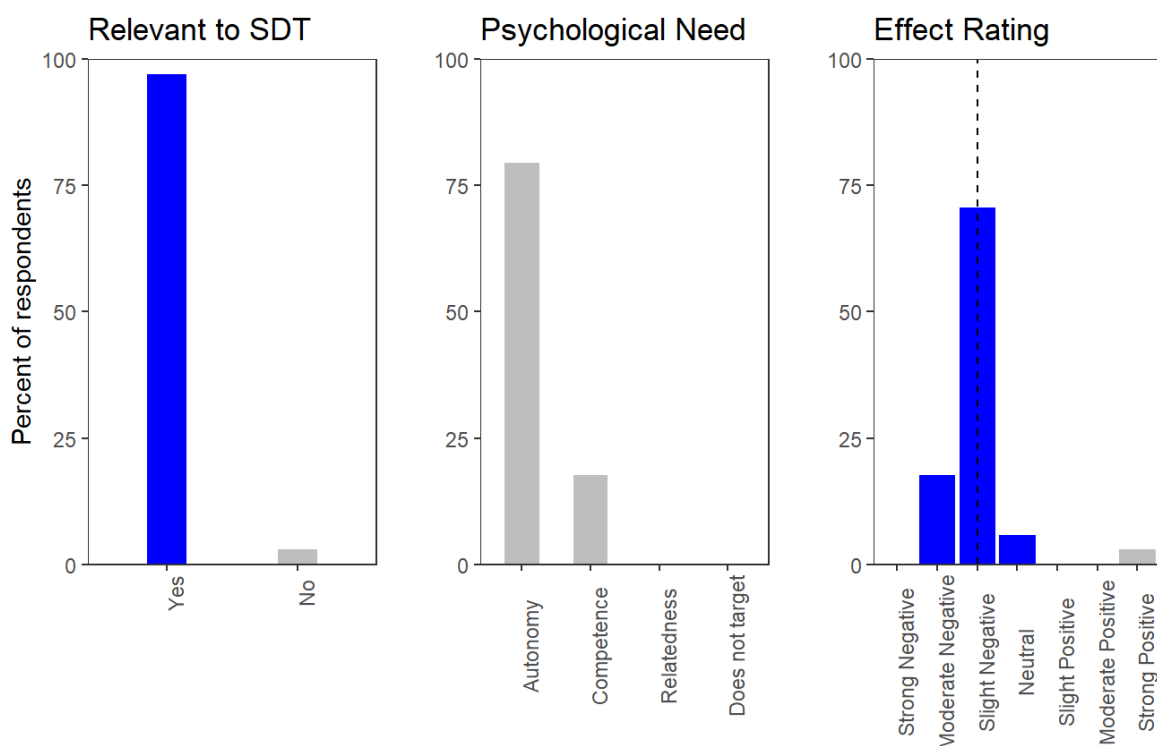 Relevant to SDT
Psychological Need
Effect Rating
Percent of respondents
100
75
50
25
0
Yes
No
100
75
50
25
0
Autonomy
Competence
Relatedness
Does not target
100
75
50
25
0
Strong Negative
Moderate Negative
Slight Negative
Neutral
Slight Positive
Moderate Positive
Strong Positive